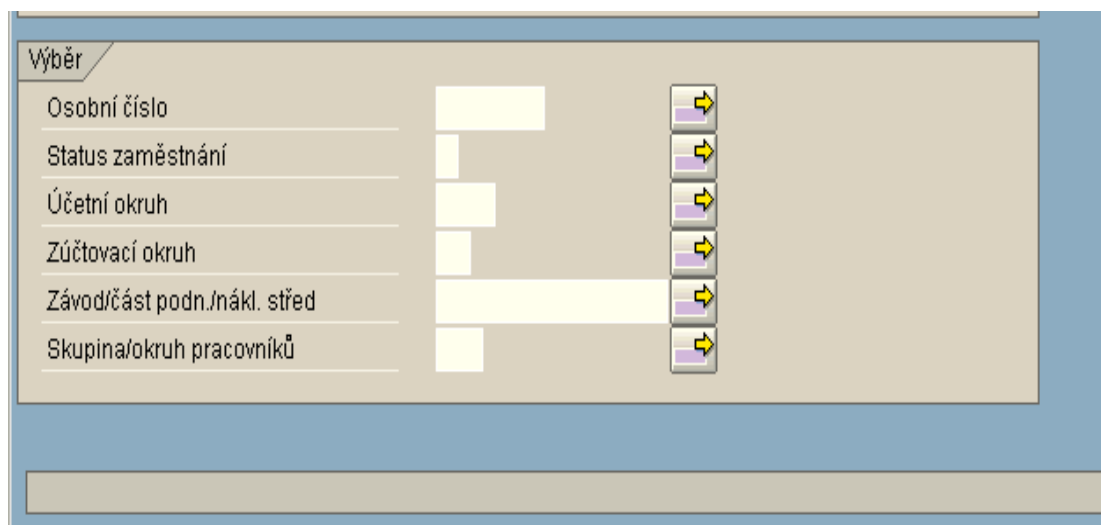 Výběr
Osobní číslo
Status zaměstnání
Účetní okruh
Zúčtovací okruh
Závod/část podn./nákl. střed
Skupina/okruh pracovníků